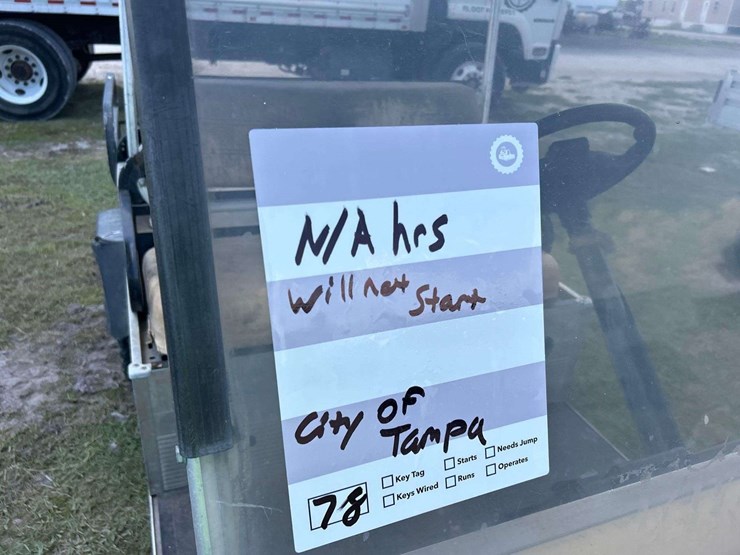 N/A hrs
Will not Start
City OF
Tampa
☐ Key Tag ☐ Starts ☐ Needs Jump
☐ Keys Wired ☐ Runs ☐ Operates
78